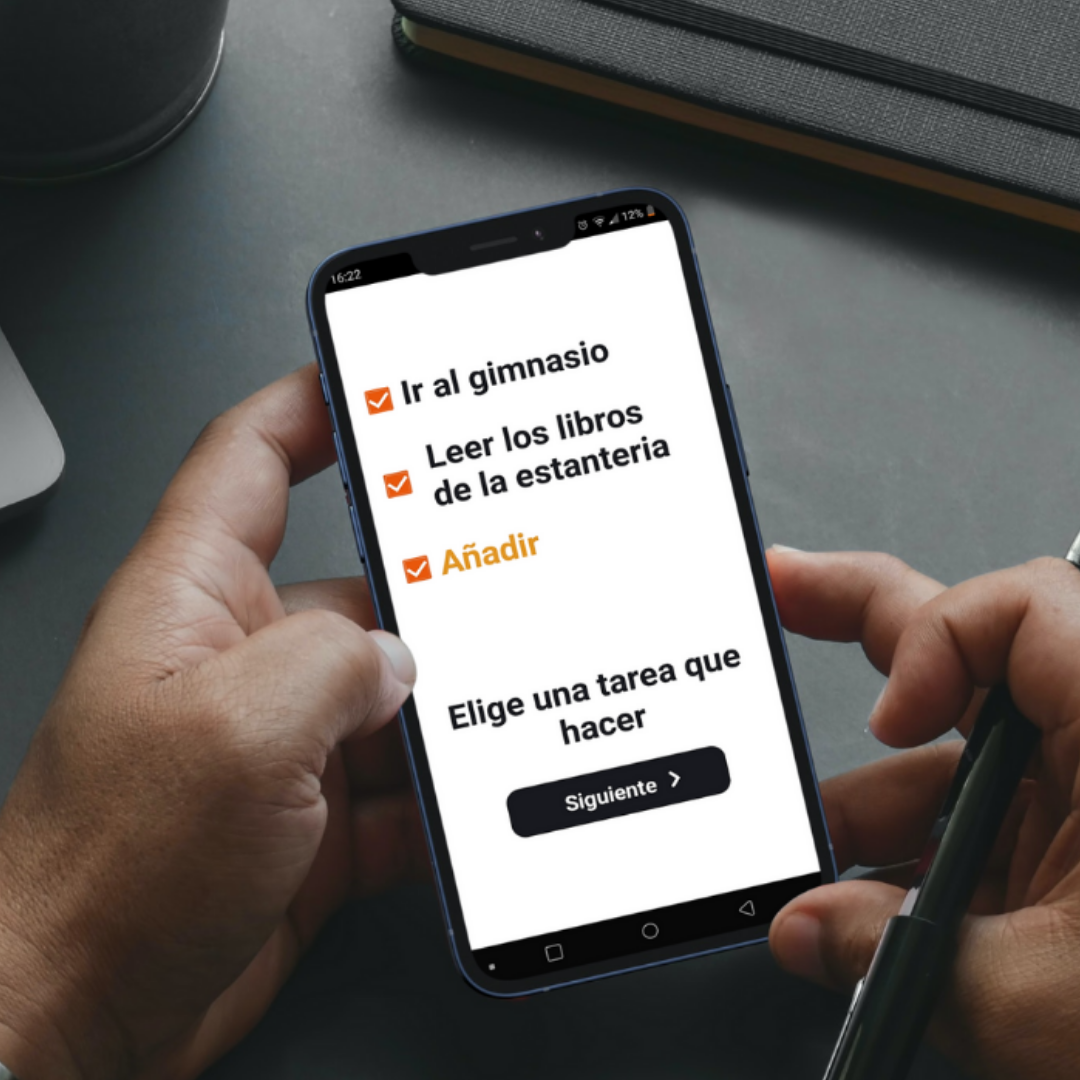 16:22
12%
Ir al gimnasio
Leer los libros
de la estanteria
Añadir
Elige una tarea que
hacer
Siguiente